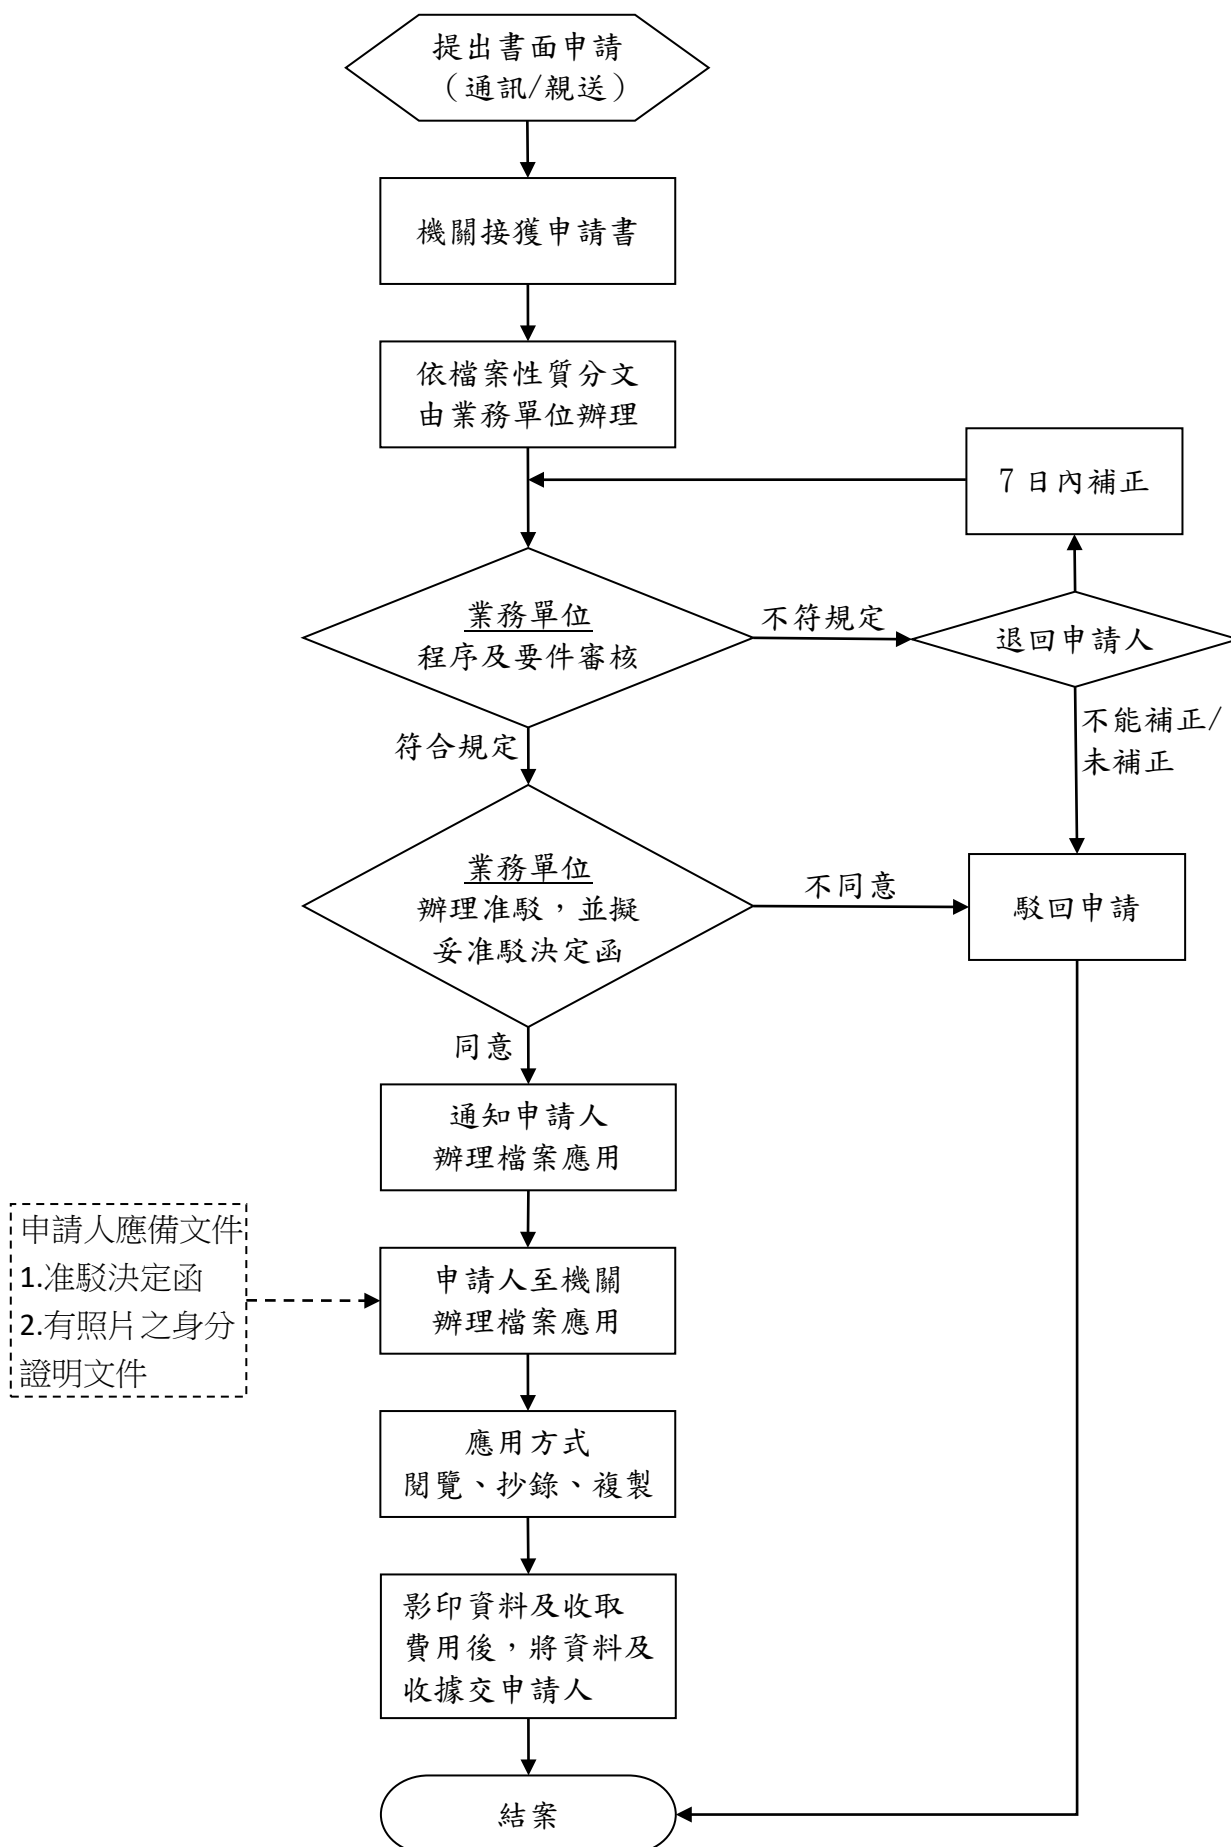 提出書面申請
（通訊/親送）
機關接獲申請書
依檔案性質分文
由業務單位辦理
7日內補正
業務單位
程序及要件審核
不符規定
退回申請人
符合規定
不能補正/
未補正
業務單位
辦理准駁，並擬
妥准駁決定函
不同意
駁回申請
同意
通知申請人
辦理檔案應用
申請人應備文件
1.准駁決定函
2.有照片之身分
證明文件
申請人至機關
辦理檔案應用
應用方式
閱覽、抄錄、複製
影印資料及收取
費用後，將資料及
收據交申請人
結案